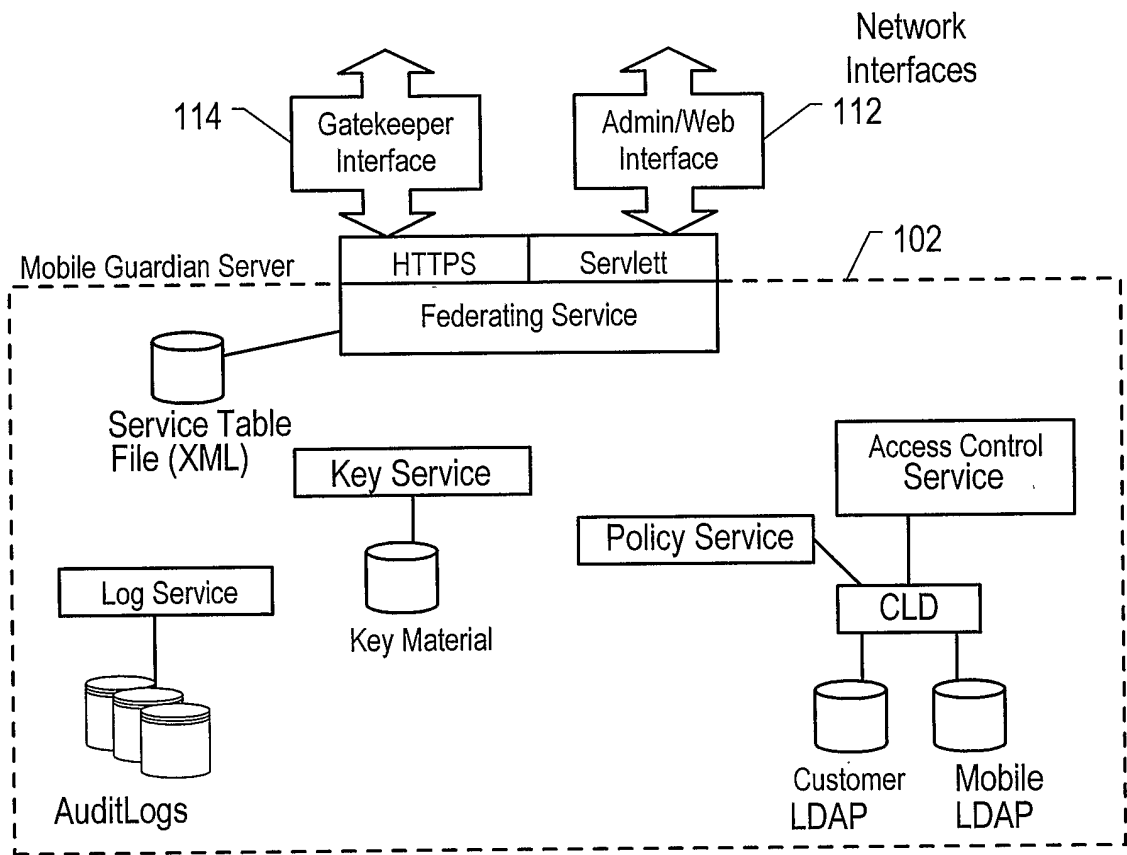 Network
Interfaces
114
Gatekeeper
Interface
Admin/Web
Interface
112
102
Mobile Guardian Server
HTTPS
Servlett
Federating Service
Service Table
File (XML)
Key Service
Access Control
Service
Policy Service
Log Service
Key Material
CLD
AuditLogs
Customer
LDAP
Mobile
LDAP